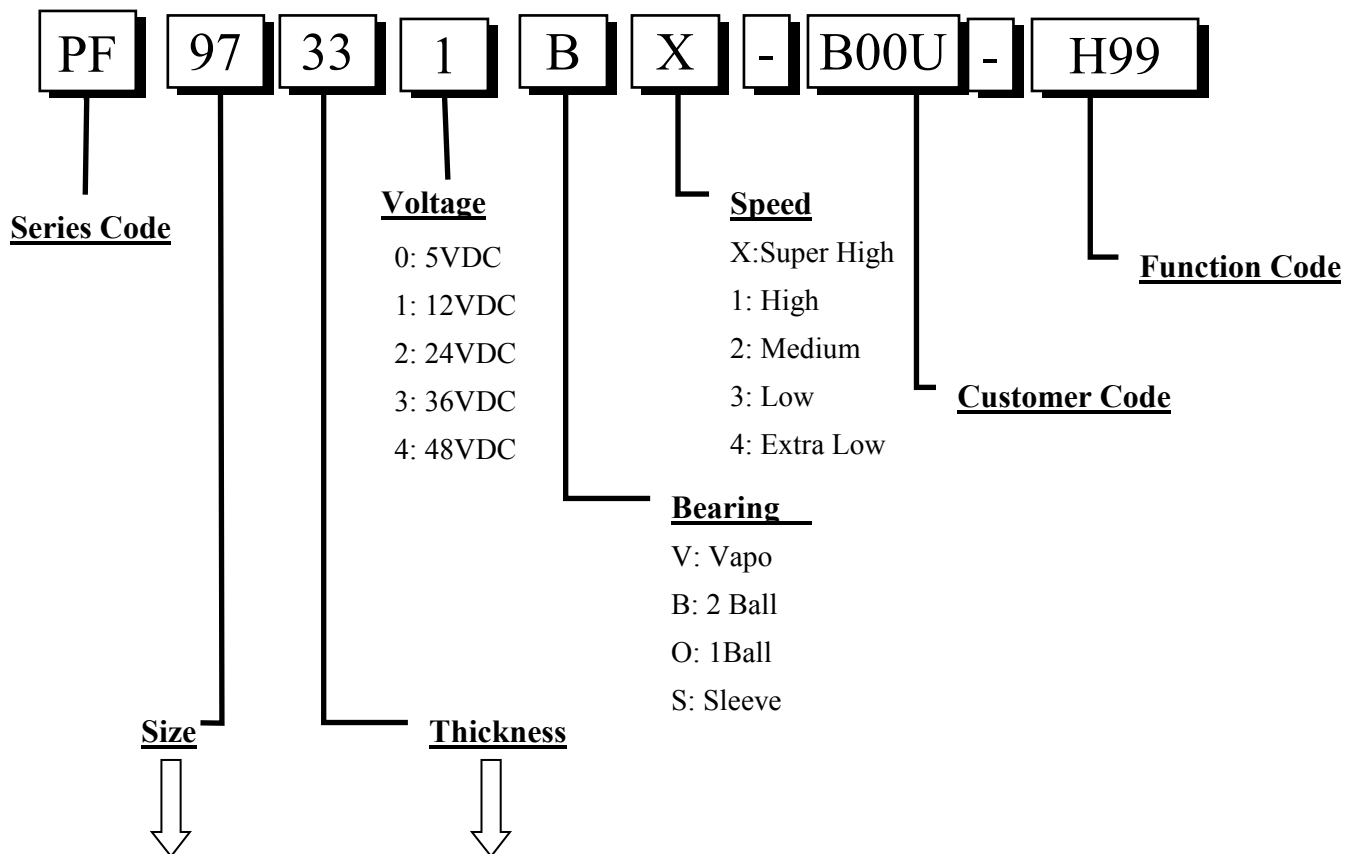 PF 97 33 1 B X - B00U - H99
Series Code
Voltage
0: 5VDC
1: 12VDC
2: 24VDC
3: 36VDC
4: 48VDC
Speed
X:Super High
1: High
2: Medium
3: Low
4: Extra Low
Function Code
Customer Code
Bearing
V: Vapo
B: 2 Ball
O: 1Ball
S: Sleeve
Size
Thickness